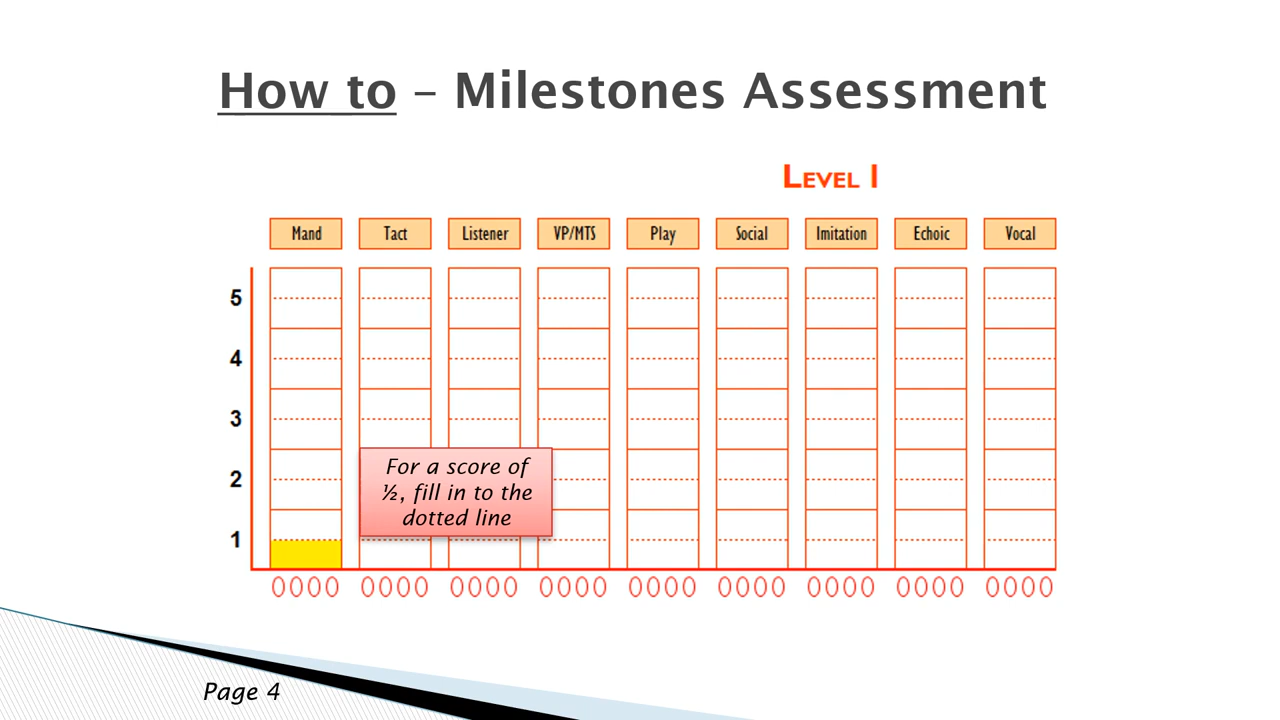 How to – Milestones Assessment
LEVEL 1
Mand Tact Listener VP/MTS Play Social Imitation Echoic Vocal
5
4
3
2
1
For a score of
½, fill in to the
dotted line
0000 0000 0000 0000 0000 0000 0000 0000 0000
Page 4